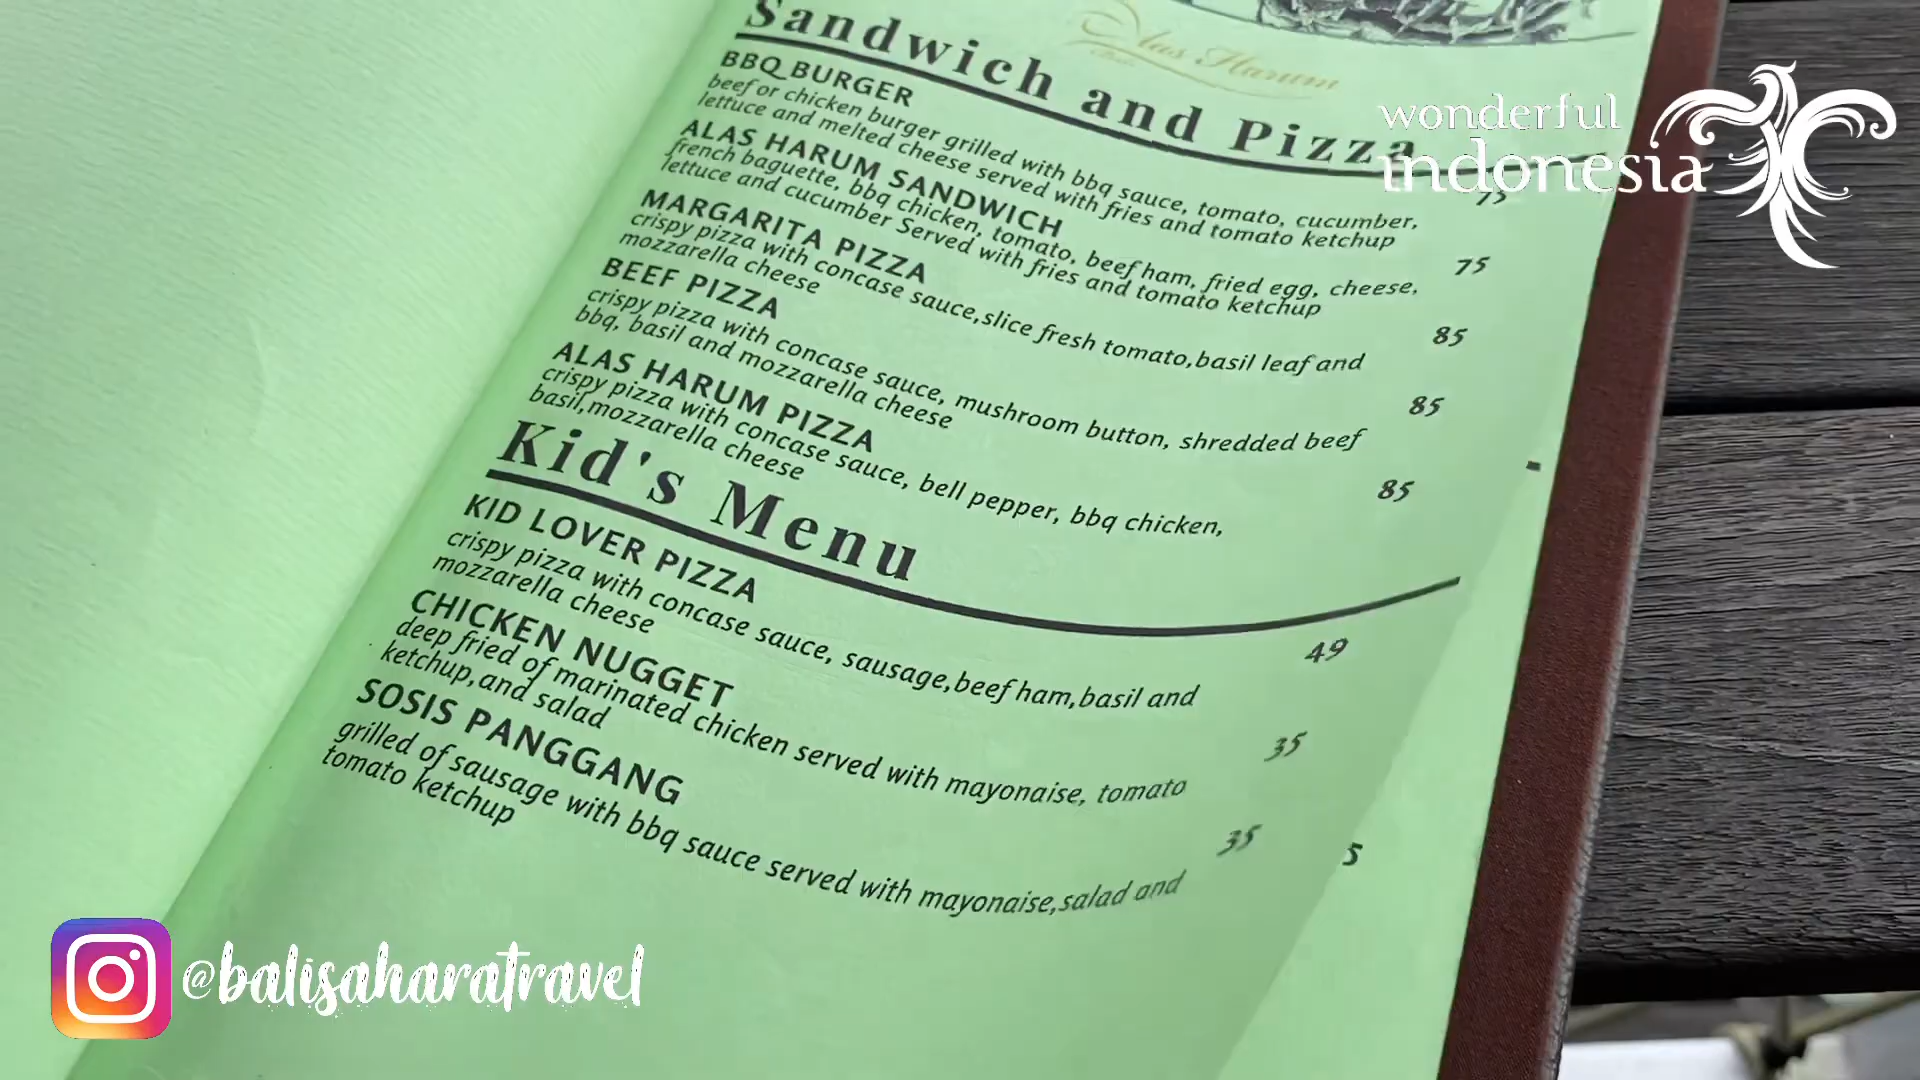 Alas Harum
Sandwich and Pizza
wonderful
indonesia
BBQ BURGER
75
beef or chicken burger grilled with bbq sauce, tomato, cucumber,
lettuce and melted cheese served with fries and tomato ketchup
ALAS HARUM SANDWICH
75
french baguette, bbq chicken, tomato, beef ham, fried egg, cheese,
lettuce and cucumber Served with fries and tomato ketchup
MARGARITA PIZZA
85
crispy pizza with concase sauce,slice fresh tomato,basil leaf and
mozzarella cheese
BEEF PIZZA
85
crispy pizza with concase sauce, mushroom button, shredded beef
bbq, basil and mozzarella cheese
ALAS HARUM PIZZA
85
crispy pizza with concase sauce, bell pepper, bbq chicken,
basil,mozzarella cheese
Kid's Menu
KID LOVER PIZZA
49
crispy pizza with concase sauce, sausage,beef ham,basil and
mozzarella cheese
CHICKEN NUGGET
35
deep fried of marinated chicken served with mayonaise, tomato
ketchup,and salad
SOSIS PANGGANG
35
5
grilled of sausage with bbq sauce served with mayonaise,salad and
tomato ketchup
@balisaharatravel